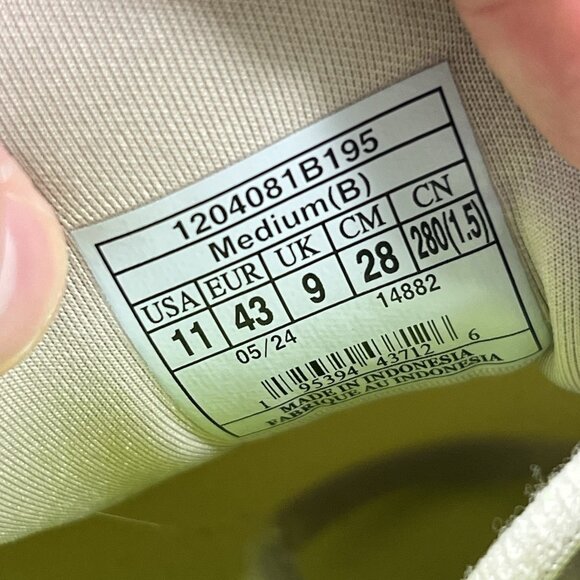 1204081B195
Medium(B)
USA EUR UK CM CN
11 43 9 28 280(1.5)
05/24 14882
1 95394 43712 6
MADE IN INDONESIA
FABRIQUE AU INDONESIA